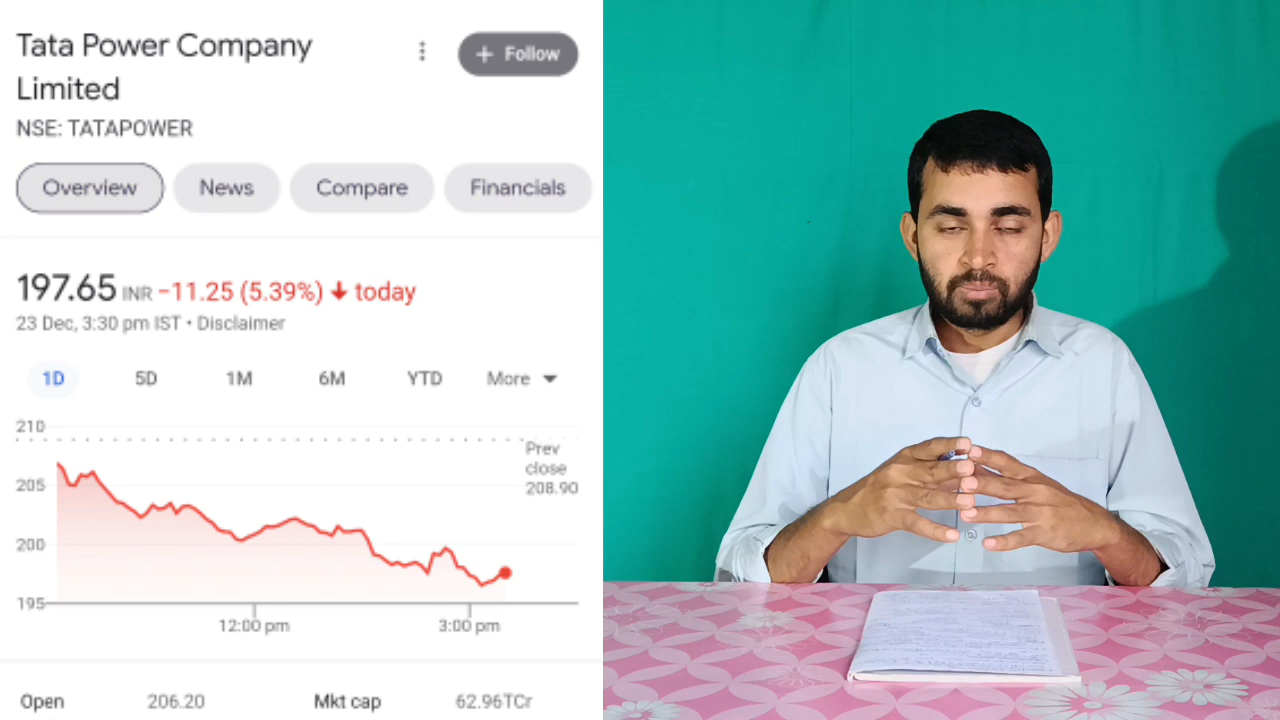 Tata Power Company
Limited
+ Follow
NSE: TATAPOWER
Overview
News
Compare
Financials
197.65 INR −11.25 (5.39%) ↓ today
23 Dec, 3:30 pm IST • Disclaimer
1D 5D 1M 6M YTD More
210
Prev
close
208.90
205
200
195
12:00 pm 3:00 pm
Open 206.20 Mkt cap 62.96TCr